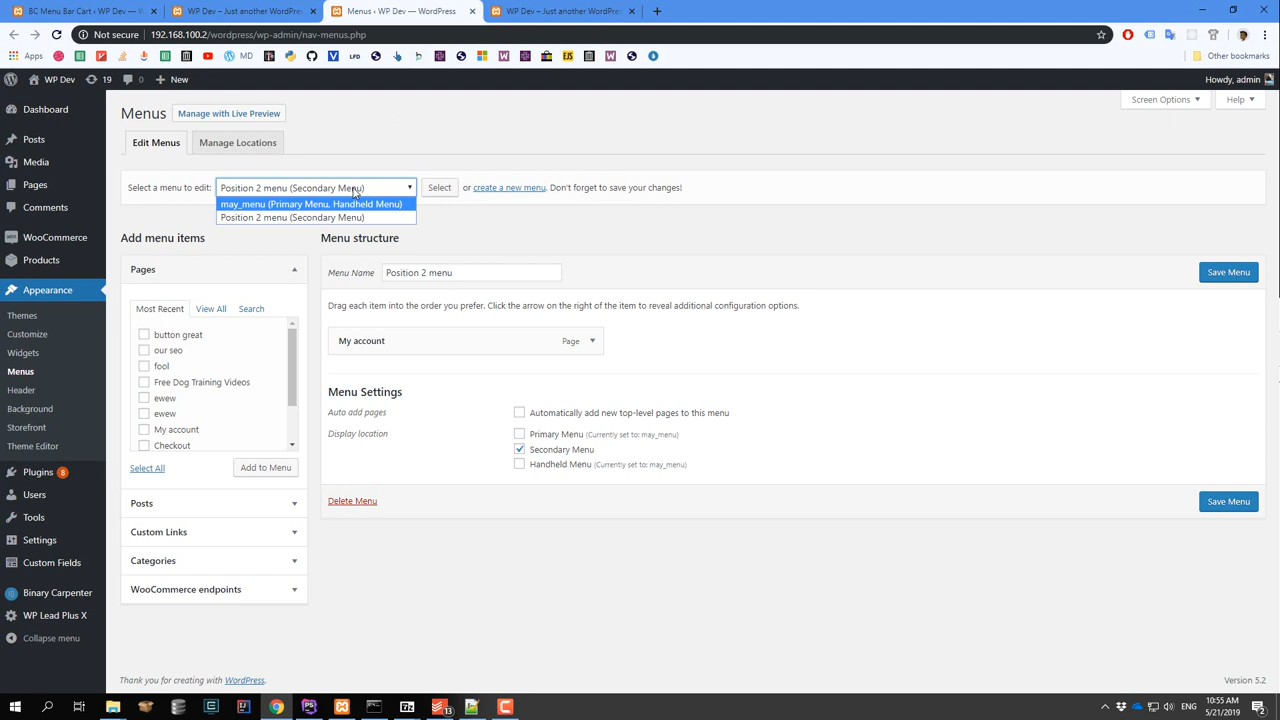 BC Menu Bar Cart ‹ WP Dev — W
WP Dev – Just another WordPress
Menus ‹ WP Dev — WordPress
WP Dev – Just another WordPress
Not secure
192.168.100.2/wordpress/wp-admin/nav-menus.php
Apps
MD
LFD
EJS
Other bookmarks
WP Dev
19
0
New
Howdy, admin
Dashboard
Posts
Media
Pages
Comments
WooCommerce
Products
Appearance
Themes
Customize
Widgets
Menus
Header
Background
Storefront
Theme Editor
Plugins 8
Users
Tools
Settings
Custom Fields
Binary Carpenter
WP Lead Plus X
Collapse menu
Screen Options
Help
Menus
Manage with Live Preview
Edit Menus
Manage Locations
Select a menu to edit: Position 2 menu (Secondary Menu) Select or create a new menu. Don't forget to save your changes!
may_menu (Primary Menu, Handheld Menu)
Position 2 menu (Secondary Menu)
Add menu items
Pages
Most Recent
View All
Search
button great
our seo
fool
Free Dog Training Videos
ewew
ewew
My account
Checkout
Select All
Add to Menu
Posts
Custom Links
Categories
WooCommerce endpoints
Menu structure
Menu Name Position 2 menu
Save Menu
Drag each item into the order you prefer. Click the arrow on the right of the item to reveal additional configuration options.
My account Page
Menu Settings
Auto add pages
Automatically add new top-level pages to this menu
Display location
Primary Menu (Currently set to: may_menu)
Secondary Menu
Handheld Menu (Currently set to: may_menu)
Delete Menu
Save Menu
Thank you for creating with WordPress.
Version 5.2
13
ENG
10:55 AM
5/21/2019
2